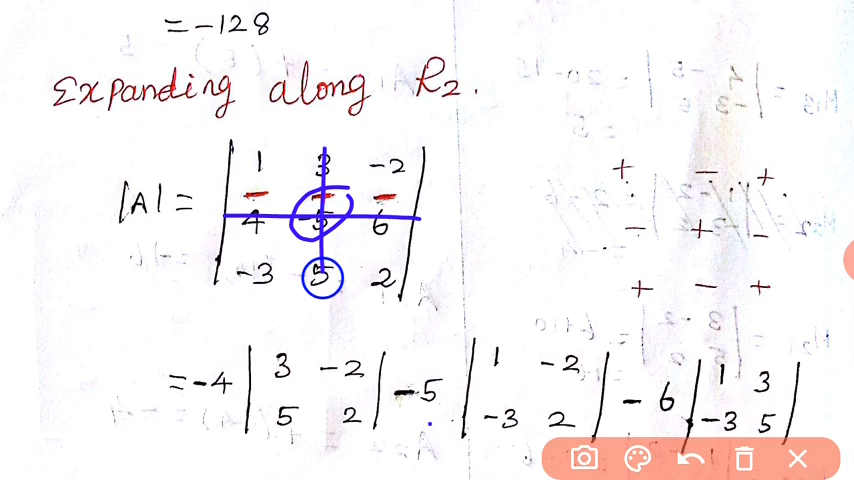 = -128
Expanding along R₂.
|A| = | 1 3 -2 |
| 4 -5 6 |
| -3 5 2 |
+ - +
- + -
+ - +
= -4 | 3 -2 | -5 | 1 -2 | - 6 | 1 3 |
| 5 2 | | -3 2 | | -3 5 |